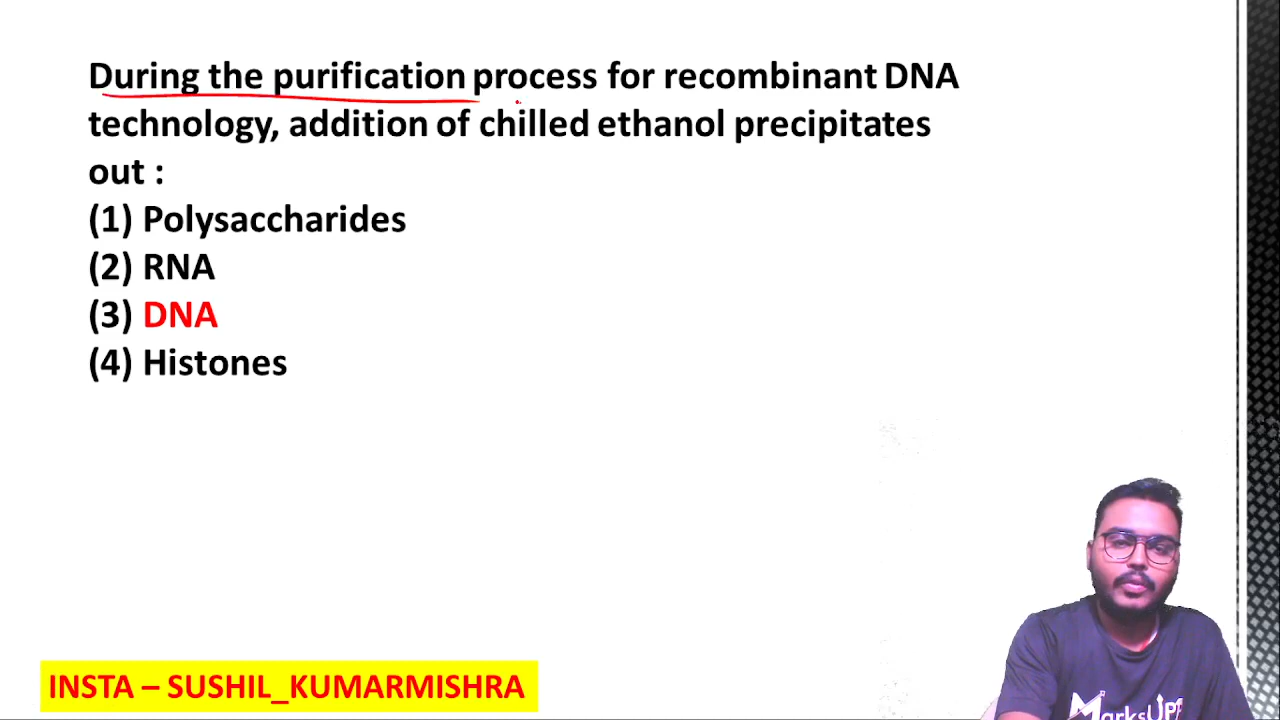 During the purification process for recombinant DNA
technology, addition of chilled ethanol precipitates
out :
(1) Polysaccharides
(2) RNA
(3) DNA
(4) Histones
INSTA – SUSHIL_KUMARMISHRA
MarksUp